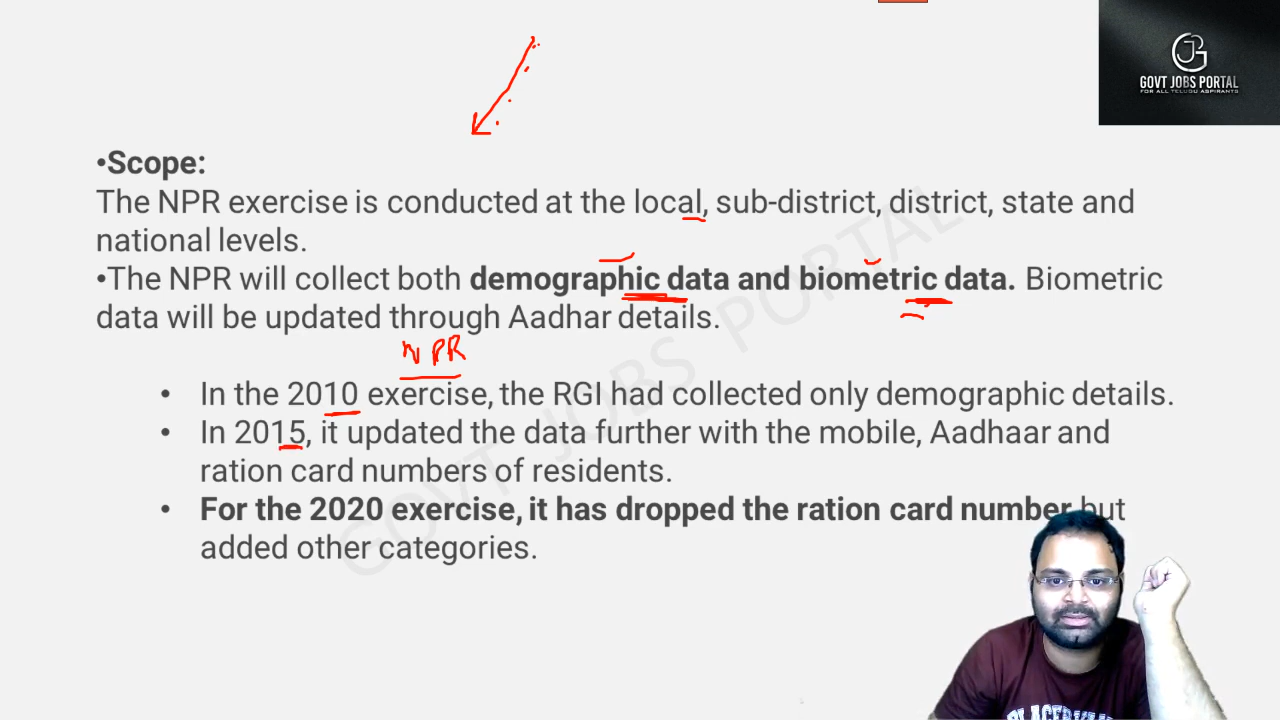 GOVT JOBS PORTAL
FOR ALL TELUGU ASPIRANTS
•Scope:
The NPR exercise is conducted at the local, sub-district, district, state and
national levels.
•The NPR will collect both demographic data and biometric data. Biometric
data will be updated through Aadhar details.
NPR
• In the 2010 exercise, the RGI had collected only demographic details.
• In 2015, it updated the data further with the mobile, Aadhaar and
ration card numbers of residents.
• For the 2020 exercise, it has dropped the ration card number but
added other categories.
GOVT JOBS PORTAL